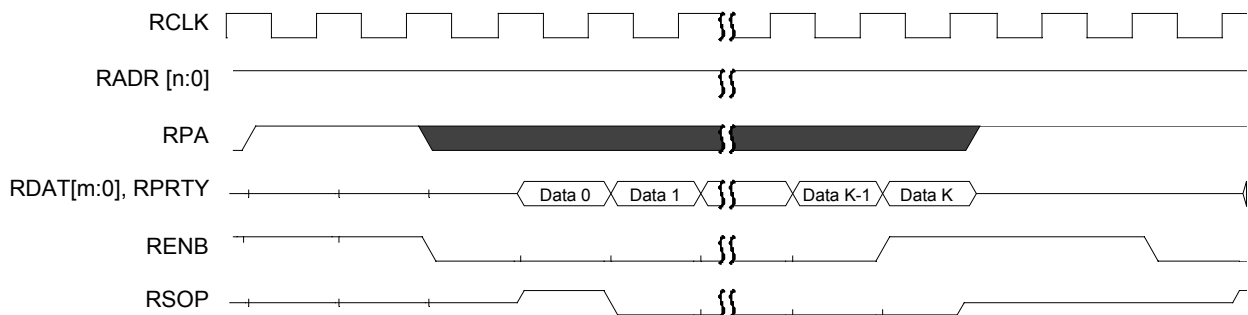 RCLK
RADR [n:0]
RPA
RDAT[m:0], RPRTY Data 0 Data 1 Data K-1 Data K
RENB
RSOP